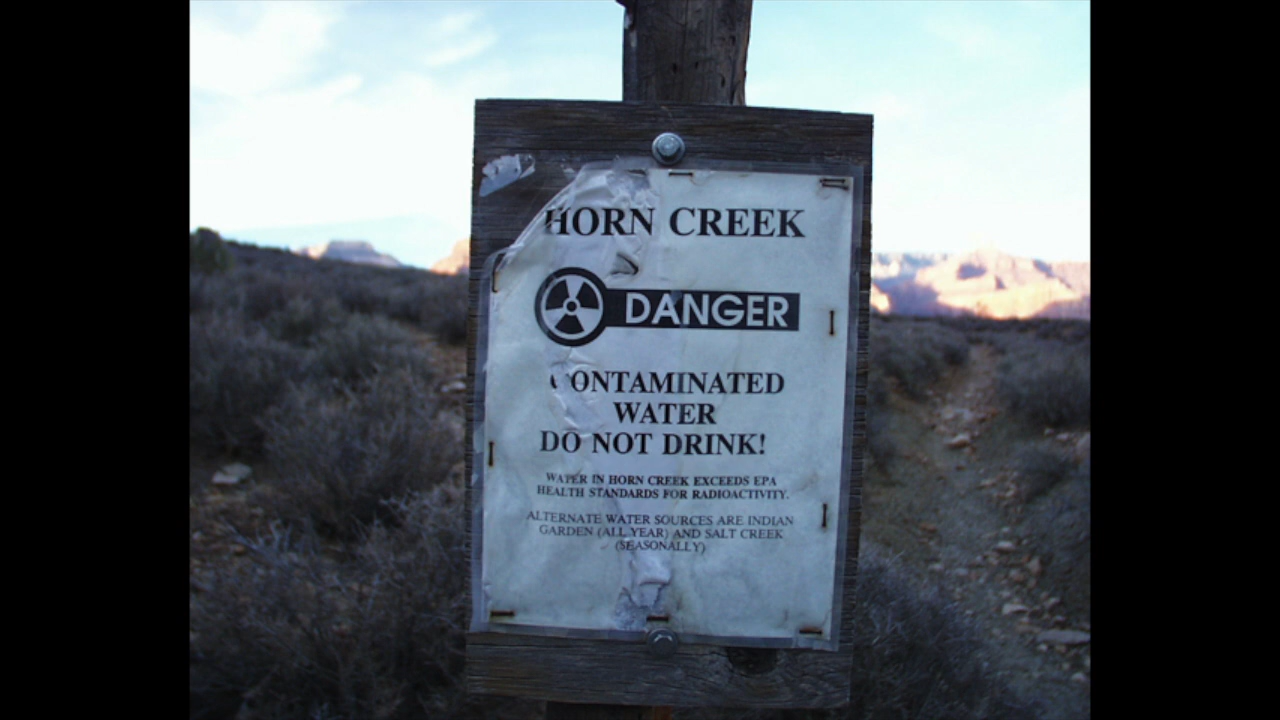 HORN CREEK
DANGER
CONTAMINATED
WATER
DO NOT DRINK!
WATER IN HORN CREEK EXCEEDS EPA
HEALTH STANDARDS FOR RADIOACTIVITY.
ALTERNATE WATER SOURCES ARE INDIAN
GARDEN (ALL YEAR) AND SALT CREEK
(SEASONALLY)